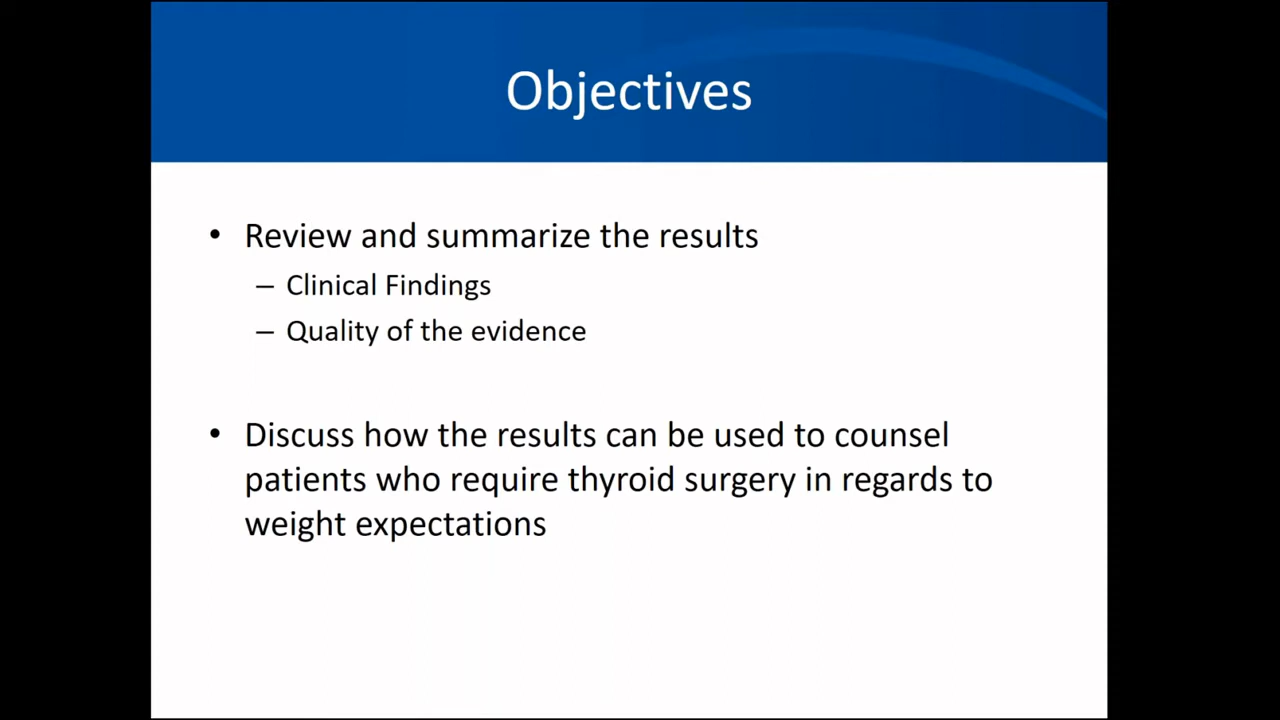 Objectives
• Review and summarize the results
– Clinical Findings
– Quality of the evidence
• Discuss how the results can be used to counsel
patients who require thyroid surgery in regards to
weight expectations